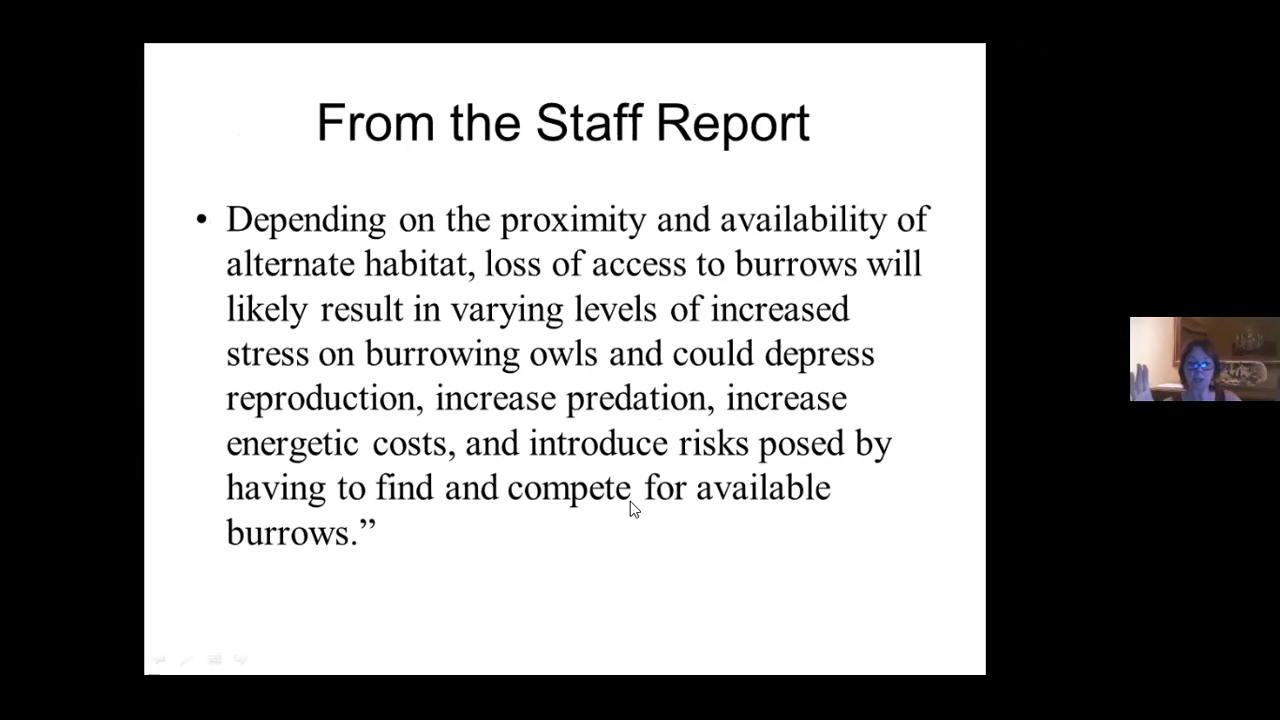 From the Staff Report
• Depending on the proximity and availability of
alternate habitat, loss of access to burrows will
likely result in varying levels of increased
stress on burrowing owls and could depress
reproduction, increase predation, increase
energetic costs, and introduce risks posed by
having to find and compete for available
burrows.”